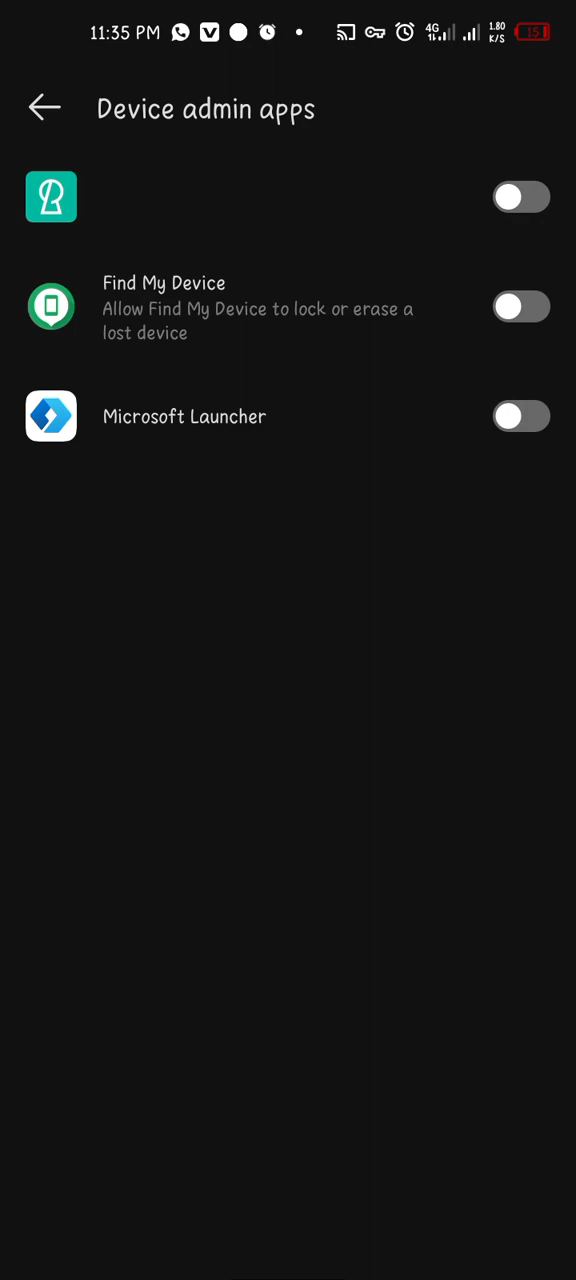 11:35 PM 4G 1.80 K/S 15
Device admin apps
Find My Device
Allow Find My Device to lock or erase a
lost device
Microsoft Launcher